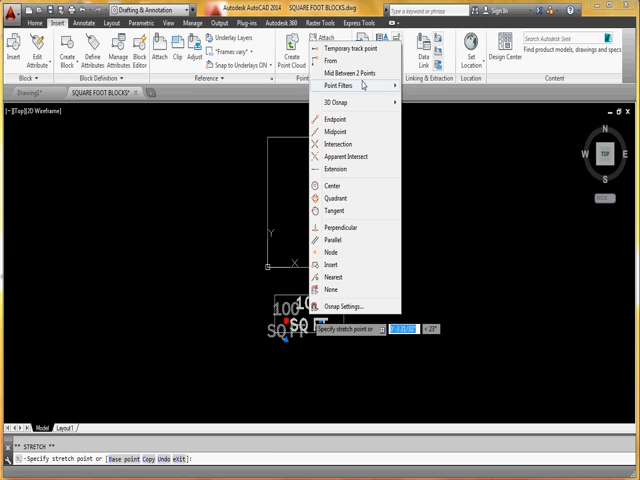 Drafting & Annotation
Autodesk AutoCAD 2014 SQUARE FOOT BLOCKS.dwg
Type a keyword or phrase
Sign In
Home Insert Annotate Layout Parametric View Manage Output Plug-ins Autodesk 360 Raster Tools Express Tools
Insert
Edit Attribute
Create Block
Define Attributes
Manage Attributes
Block Editor
Attach
Clip
Adjust
Underlay Layers
*Frames vary*
Snap to Underlays ON
Create Point Cloud
Attach
Data Link
Set Location
Design Center
Autodesk Seek
Find product models, drawings and specs
Block
Block Definition
Reference
Linking & Extraction
Location
Content
Drawing1*
SQUARE FOOT BLOCKS*
[-][Top][2D Wireframe]
Temporary track point
From
Mid Between 2 Points
Point Filters
3D Osnap
Endpoint
Midpoint
Intersection
Apparent Intersect
Extension
Center
Quadrant
Tangent
Perpendicular
Parallel
Node
Insert
Nearest
None
Osnap Settings...
N
W TOP E
S
WCS
Y
X
100
SQ FT
Specify stretch point or
< 23°
Model Layout1
** STRETCH **
Specify stretch point or [Base point Copy Undo eXit]: